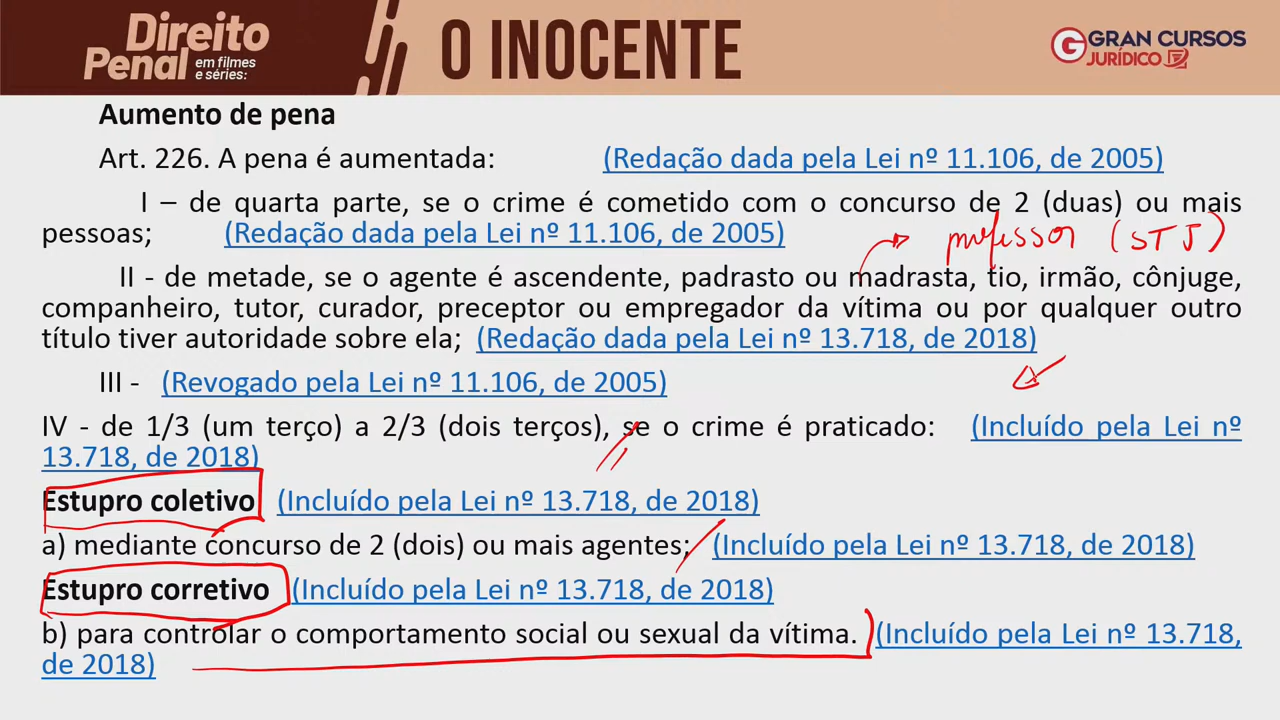 Direito
Penal em filmes
e séries:
O INOCENTE
GRAN CURSOS
JURÍDICO
Aumento de pena
Art. 226. A pena é aumentada: (Redação dada pela Lei nº 11.106, de 2005)
I – de quarta parte, se o crime é cometido com o concurso de 2 (duas) ou mais
pessoas; (Redação dada pela Lei nº 11.106, de 2005)
professor (STJ)
II - de metade, se o agente é ascendente, padrasto ou madrasta, tio, irmão, cônjuge,
companheiro, tutor, curador, preceptor ou empregador da vítima ou por qualquer outro
título tiver autoridade sobre ela; (Redação dada pela Lei nº 13.718, de 2018)
III - (Revogado pela Lei nº 11.106, de 2005)
IV - de 1/3 (um terço) a 2/3 (dois terços), se o crime é praticado: (Incluído pela Lei nº
13.718, de 2018)
Estupro coletivo (Incluído pela Lei nº 13.718, de 2018)
a) mediante concurso de 2 (dois) ou mais agentes; (Incluído pela Lei nº 13.718, de 2018)
Estupro corretivo (Incluído pela Lei nº 13.718, de 2018)
b) para controlar o comportamento social ou sexual da vítima. (Incluído pela Lei nº 13.718,
de 2018)